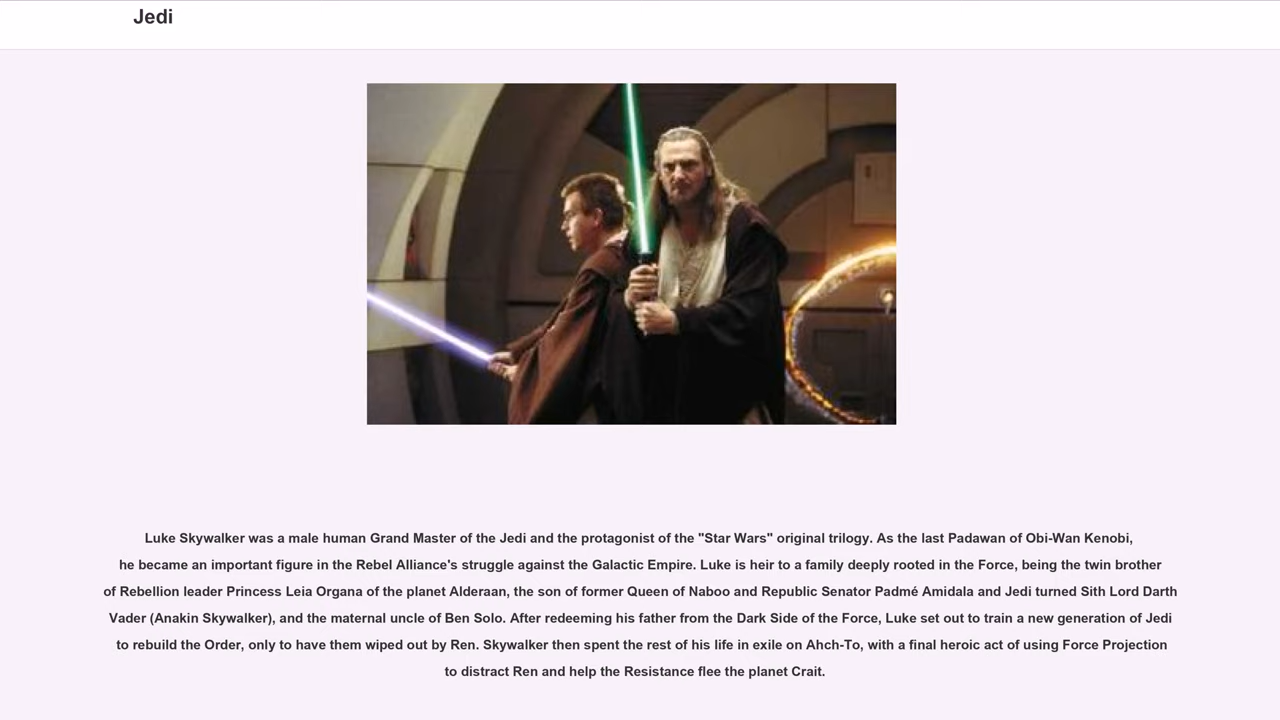 Jedi
Luke Skywalker was a male human Grand Master of the Jedi and the protagonist of the "Star Wars" original trilogy. As the last Padawan of Obi-Wan Kenobi,
he became an important figure in the Rebel Alliance's struggle against the Galactic Empire. Luke is heir to a family deeply rooted in the Force, being the twin brother
of Rebellion leader Princess Leia Organa of the planet Alderaan, the son of former Queen of Naboo and Republic Senator Padmé Amidala and Jedi turned Sith Lord Darth
Vader (Anakin Skywalker), and the maternal uncle of Ben Solo. After redeeming his father from the Dark Side of the Force, Luke set out to train a new generation of Jedi
to rebuild the Order, only to have them wiped out by Ren. Skywalker then spent the rest of his life in exile on Ahch-To, with a final heroic act of using Force Projection
to distract Ren and help the Resistance flee the planet Crait.